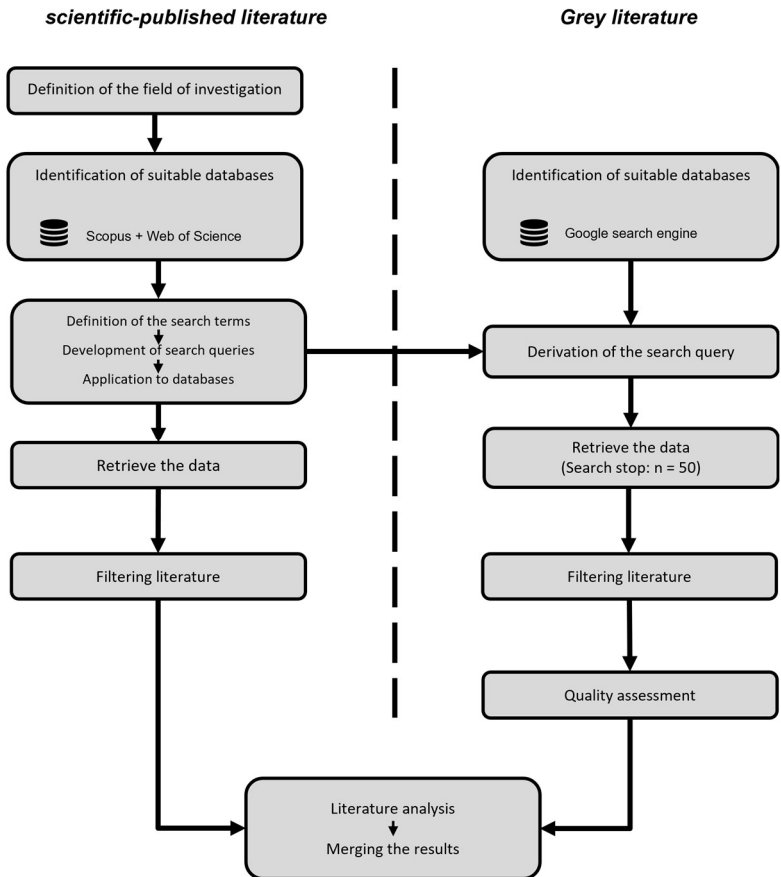 scientific-published literature
Definition of the field of investigation
Identification of suitable databases
Scopus + Web of Science
Definition of the search terms
Development of search queries
Application to databases
Retrieve the data
Filtering literature
Grey literature
Identification of suitable databases
Google search engine
Derivation of the search query
Retrieve the data
(Search stop: n = 50)
Filtering literature
Quality assessment
Literature analysis
Merging the results